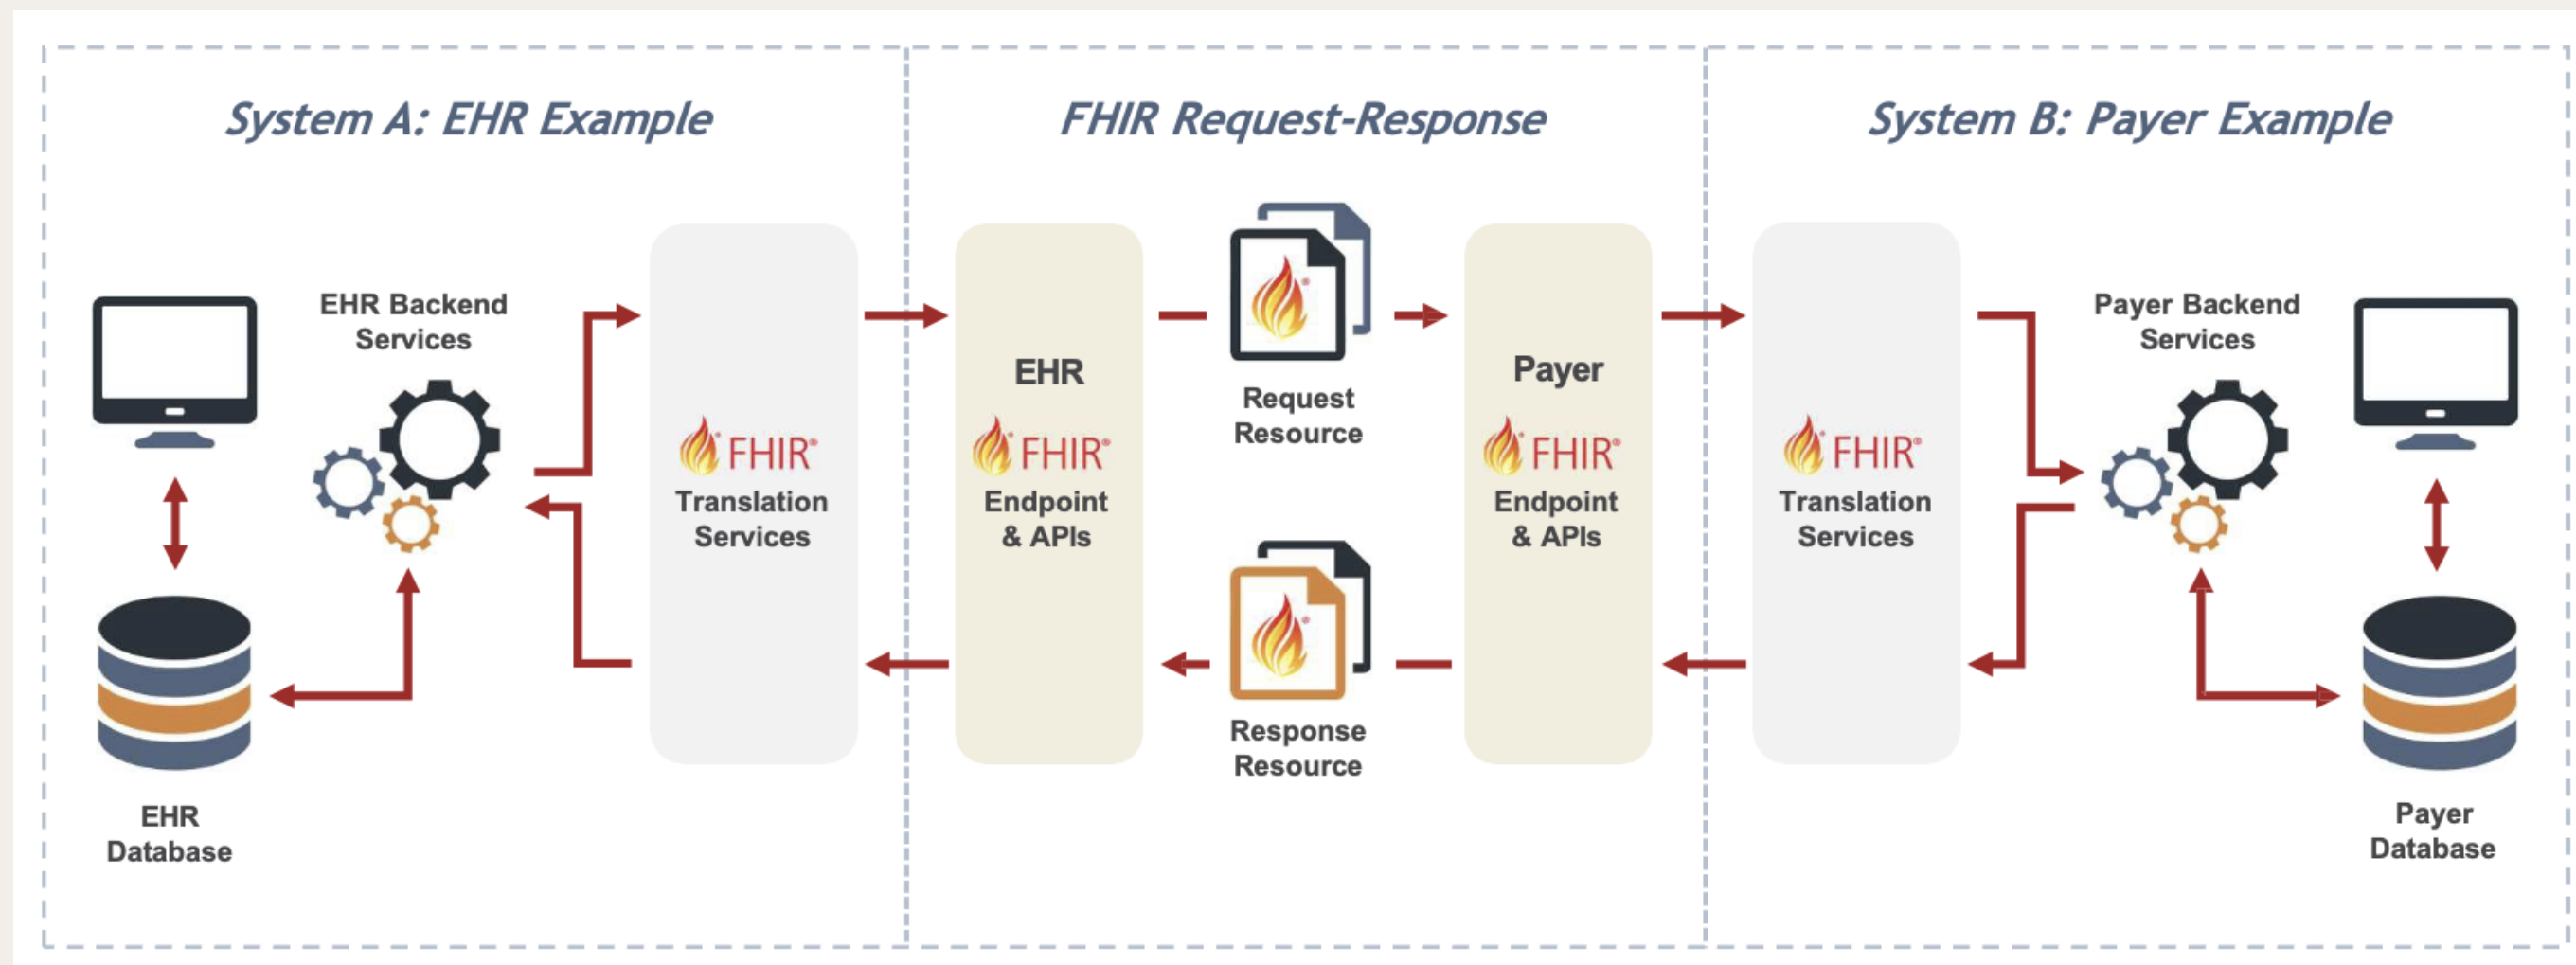 System A: EHR Example
FHIR Request-Response
System B: Payer Example
EHR Backend
Services
EHR
Database
FHIR®
Translation
Services
EHR
FHIR®
Endpoint
& APIs
Request
Resource
Response
Resource
Payer
FHIR®
Endpoint
& APIs
FHIR®
Translation
Services
Payer Backend
Services
Payer
Database